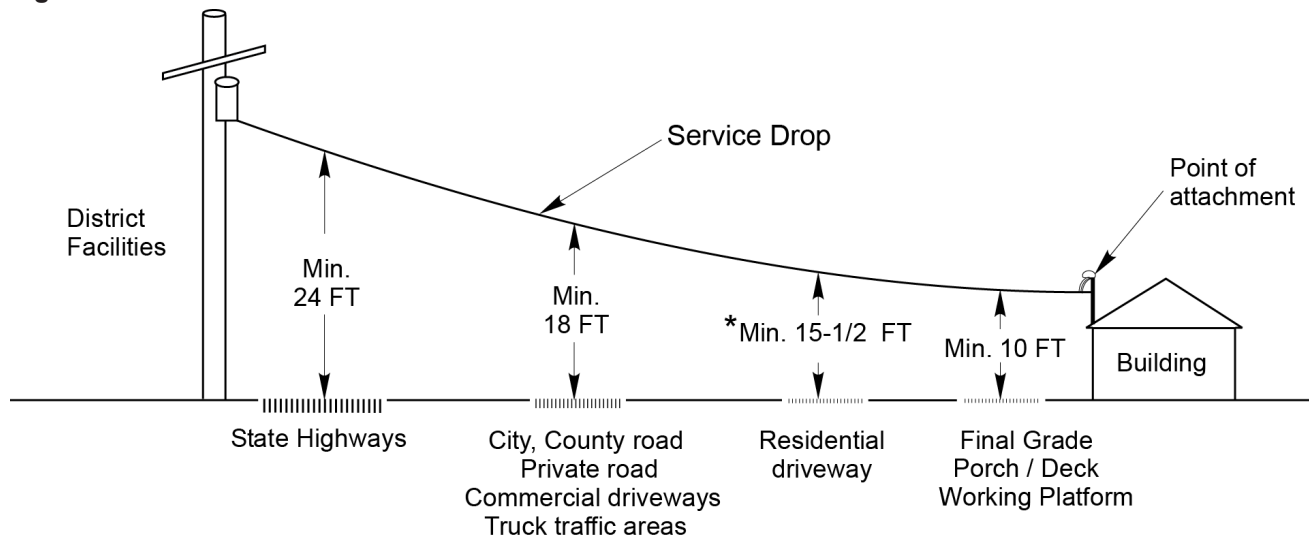 Service Drop
Point of
attachment
District
Facilities
Min.
24 FT
Min.
18 FT
*Min. 15-1/2 FT
Min. 10 FT
Building
State Highways
City, County road
Private road
Commercial driveways
Truck traffic areas
Residential
driveway
Final Grade
Porch / Deck
Working Platform